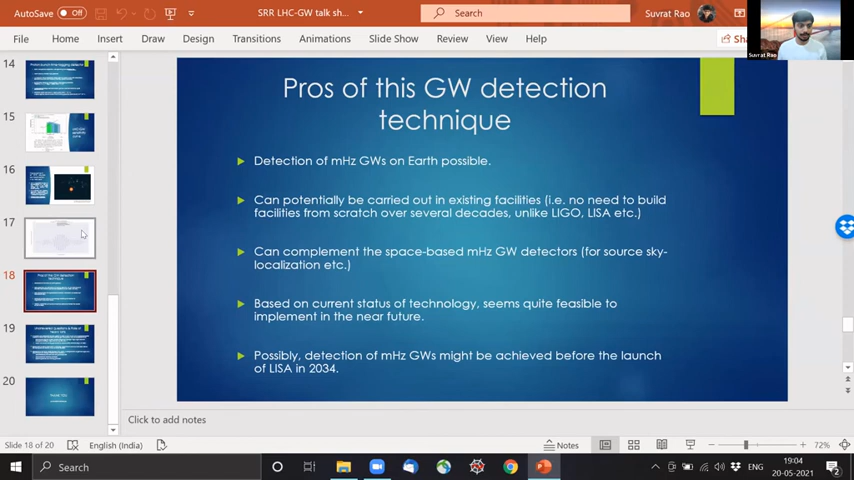 AutoSave Off
SRR LHC-GW talk sh...
Search
Suvrat Rao
File Home Insert Draw Design Transitions Animations Slide Show Review View Help
Suvrat Rao
14
15
16
17
18
19
20
Pros of this GW detection
technique
Detection of mHz GWs on Earth possible.
Can potentially be carried out in existing facilities (i.e. no need to build
facilities from scratch over several decades, unlike LIGO, LISA etc.)
Can complement the space-based mHz GW detectors (for source sky-
localization etc.)
Based on current status of technology, seems quite feasible to
implement in the near future.
Possibly, detection of mHz GWs might be achieved before the launch
of LISA in 2034.
Click to add notes
Slide 18 of 20 English (India) Notes 72%
Search ENG 19:04
20-05-2021 2